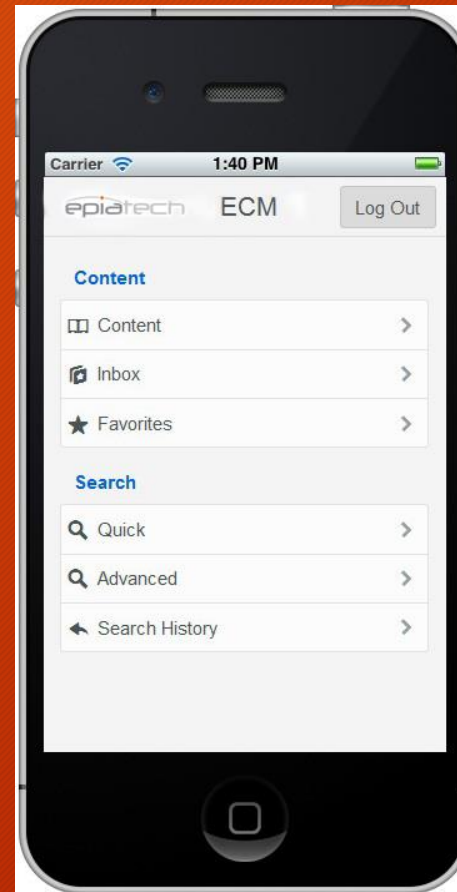 Carrier 1:40 PM
epiatech ECM Log Out
Content
Content
Inbox
Favorites
Search
Quick
Advanced
Search History